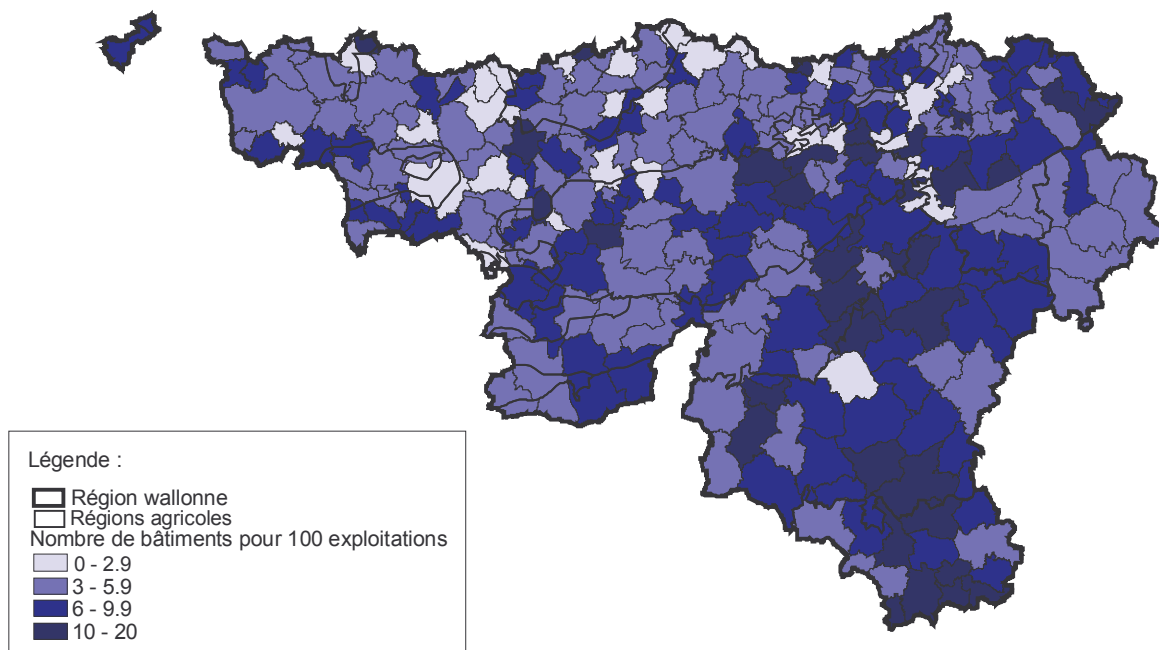 Légende :
Région wallonne
Régions agricoles
Nombre de bâtiments pour 100 exploitations
0 - 2.9
3 - 5.9
6 - 9.9
10 - 20